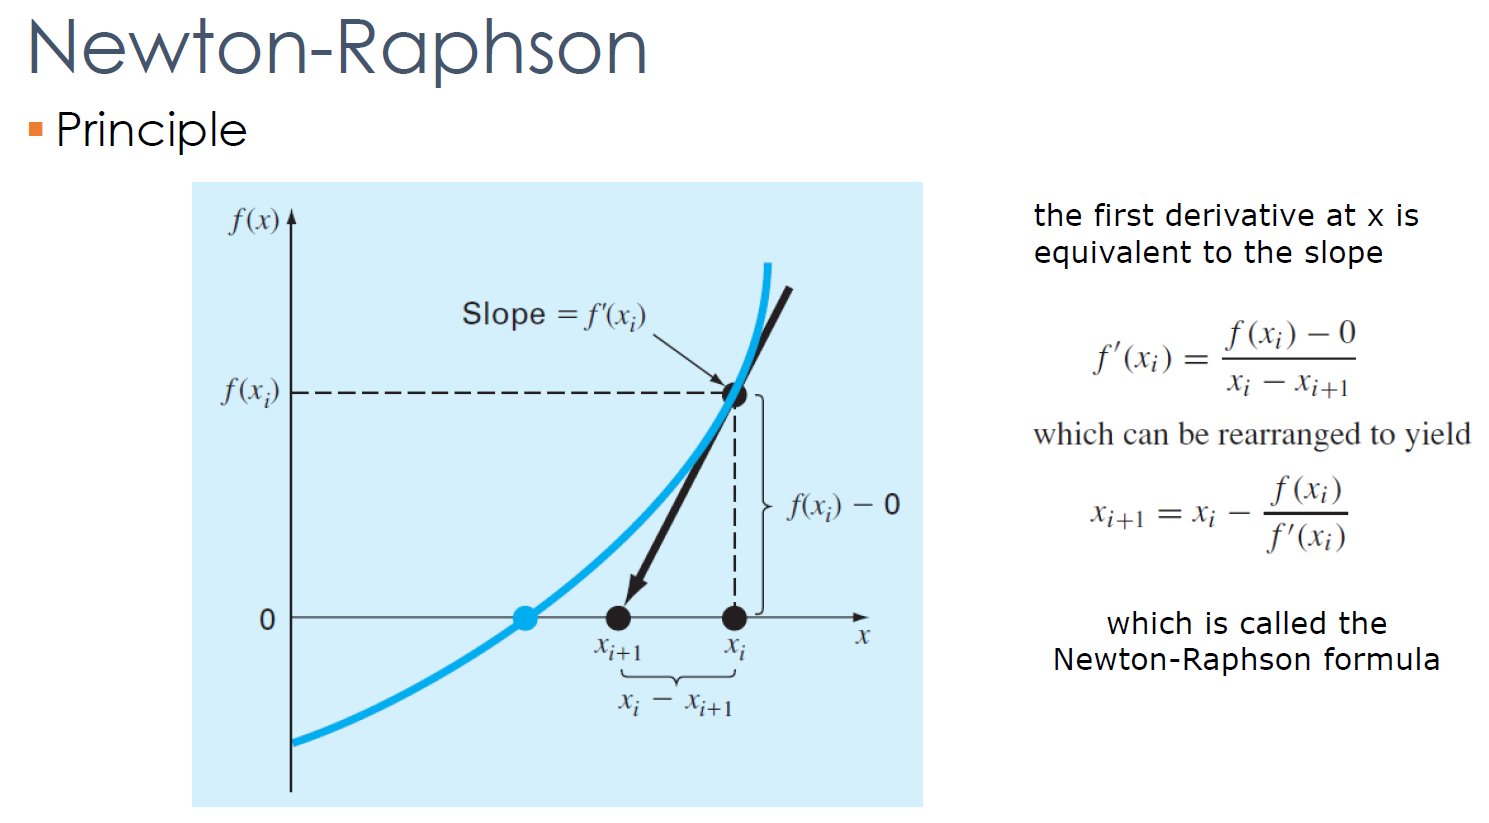 Newton-Raphson
▪ Principle
f(x)
Slope = f'(xᵢ)
f(xᵢ)
f(xᵢ) − 0
0
xᵢ₊₁
xᵢ
x
xᵢ − xᵢ₊₁
the first derivative at x is
equivalent to the slope
f′(xᵢ) = (f(xᵢ) − 0) / (xᵢ − xᵢ₊₁)
which can be rearranged to yield
xᵢ₊₁ = xᵢ − f(xᵢ) / f′(xᵢ)
which is called the
Newton-Raphson formula